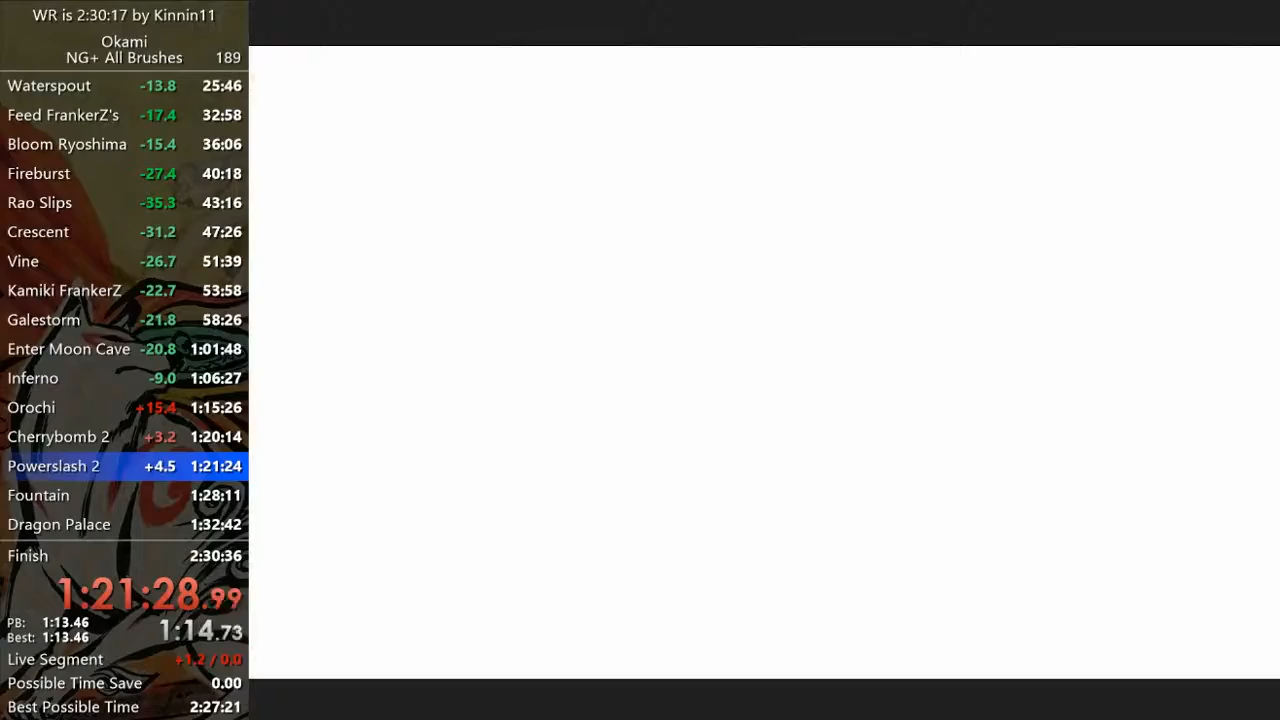 WR is 2:30:17 by Kinnin11
Okami
NG+ All Brushes 189
Waterspout -13.8 25:46
Feed FrankerZ's -17.4 32:58
Bloom Ryoshima -15.4 36:06
Fireburst -27.4 40:18
Rao Slips -35.3 43:16
Crescent -31.2 47:26
Vine -26.7 51:39
Kamiki FrankerZ -22.7 53:58
Galestorm -21.8 58:26
Enter Moon Cave -20.8 1:01:48
Inferno -9.0 1:06:27
Orochi +15.4 1:15:26
Cherrybomb 2 +3.2 1:20:14
Powerslash 2 +4.5 1:21:24
Fountain 1:28:11
Dragon Palace 1:32:42
Finish 2:30:36
1:21:28.99
PB: 1:13.46
Best: 1:13.46
1:14.73
Live Segment +1.2 / 0.0
Possible Time Save 0.00
Best Possible Time 2:27:21